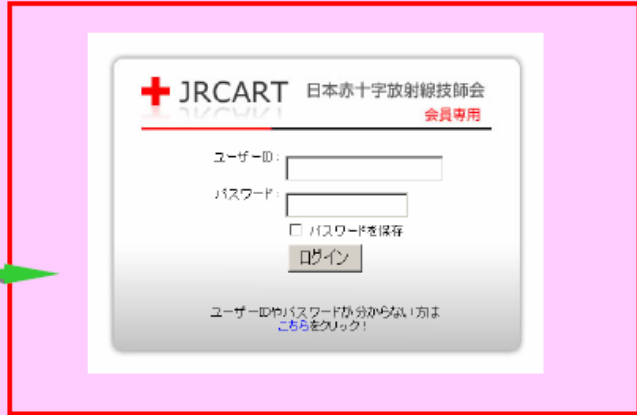 JRCART 日本赤十字放射線技師会
会員専用
ユーザーID:
パスワード:
パスワードを保存
ログイン
ユーザーIDやパスワードが分からない方は
こちらをクリック!